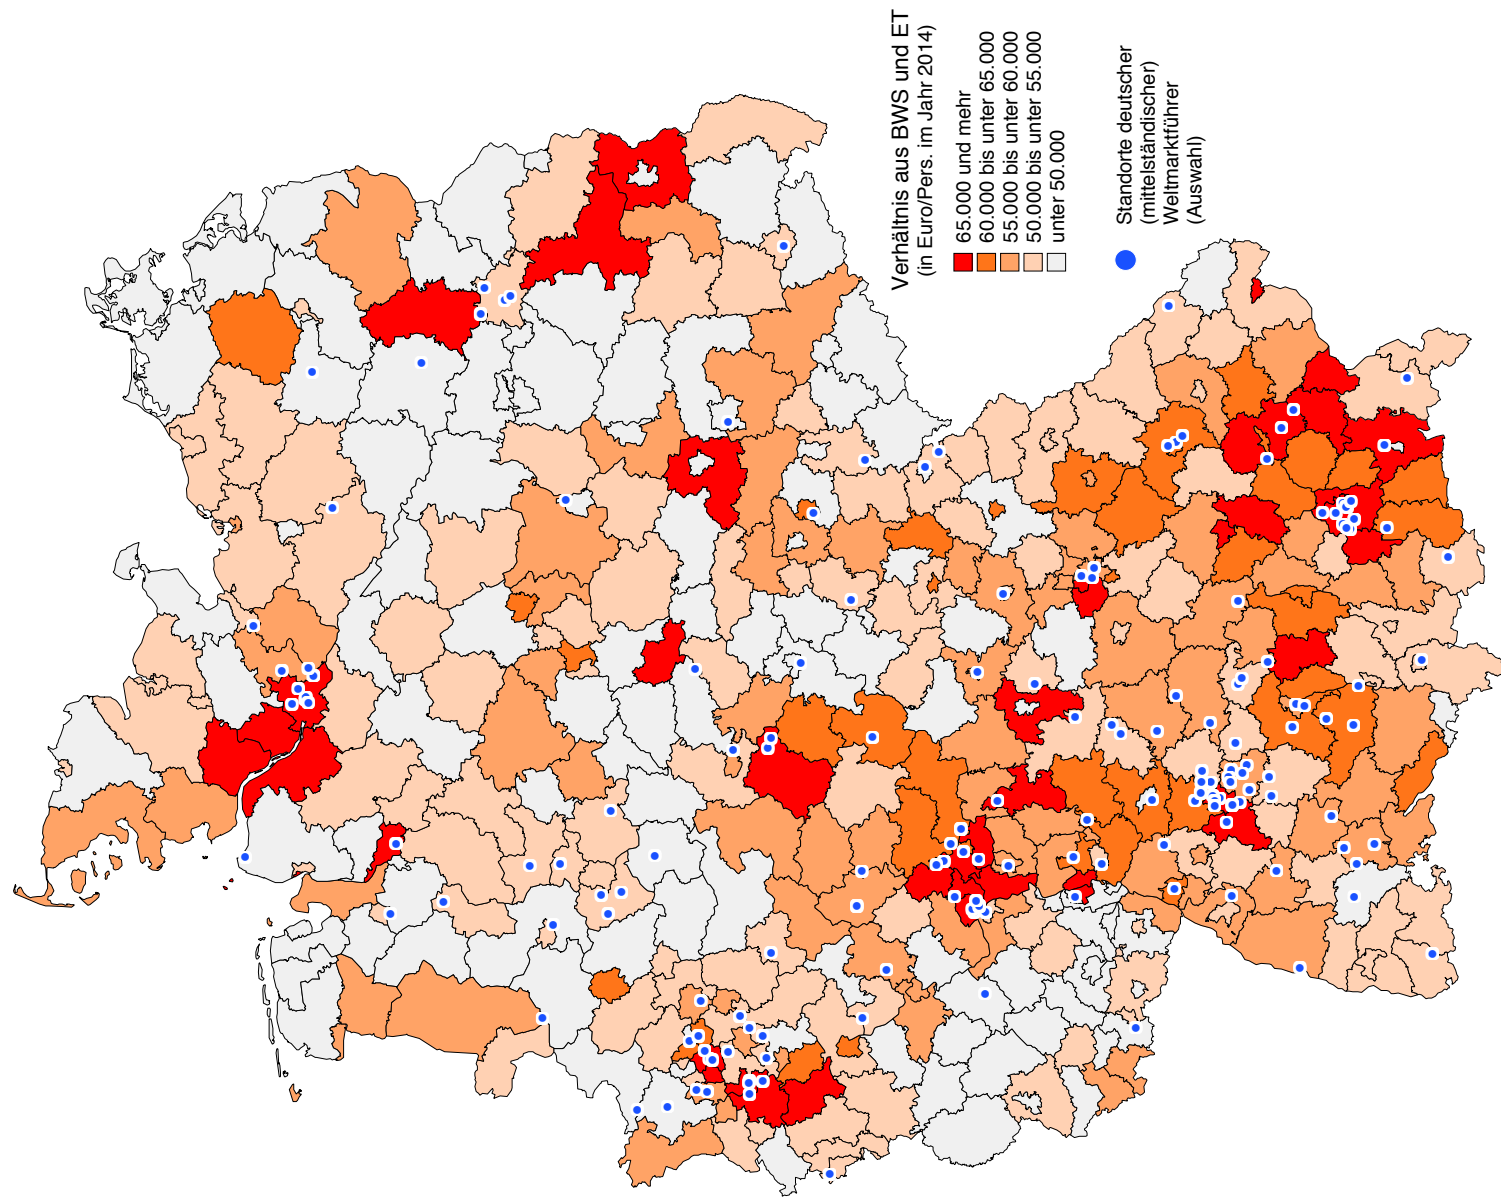 Verhältnis aus BWS und ET
(in Euro/Pers. im Jahr 2014)
65.000 und mehr
60.000 bis unter 65.000
55.000 bis unter 60.000
50.000 bis unter 55.000
unter 50.000
Standorte deutscher
(mittelständischer)
Weltmarktführer
(Auswahl)